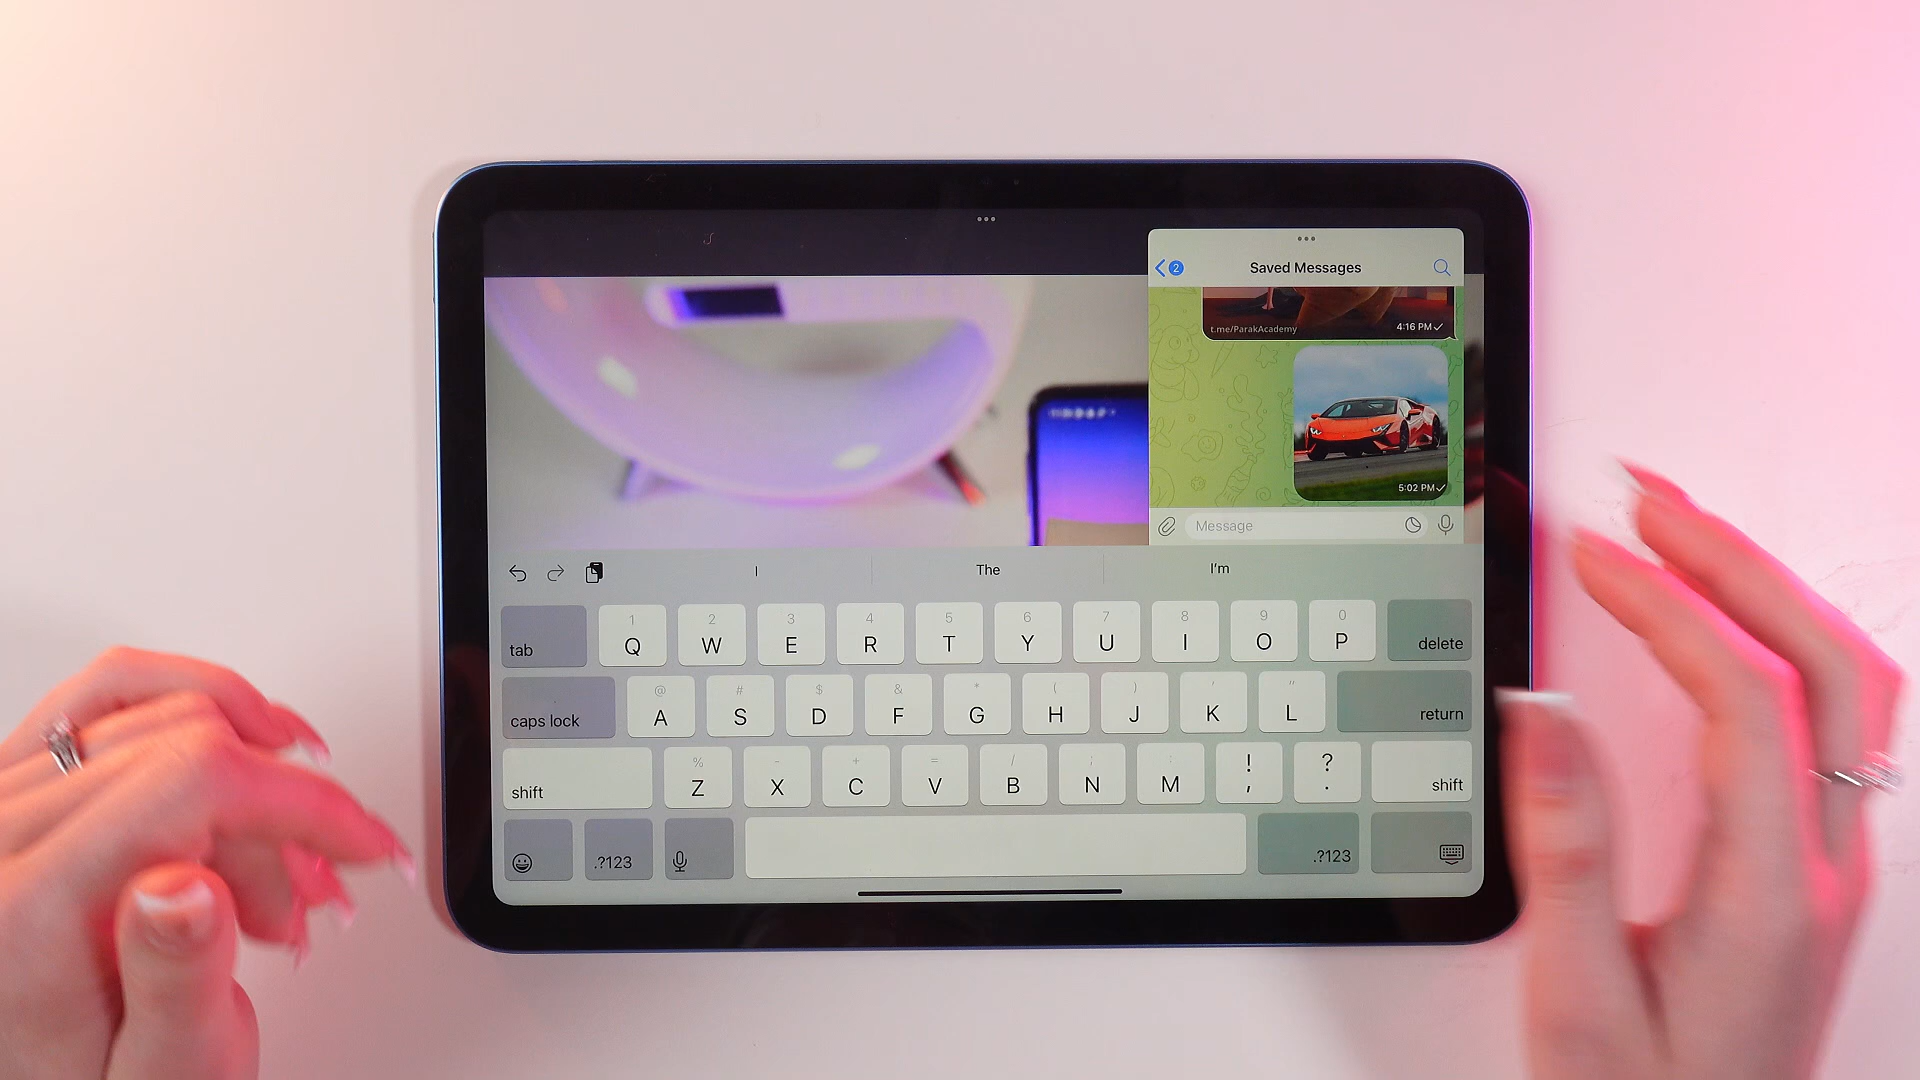 2
Saved Messages
t.me/ParakAcademy
4:16 PM
5:02 PM
Message
I
The
I'm
tab
1 2 3 4 5 6 7 8 9 0
Q W E R T Y U I O P
delete
caps lock
@ # $ & * ( ) ' "
A S D F G H J K L
return
shift
% - + = / ; : ! ?
Z X C V B N M , .
shift
.?123
.?123